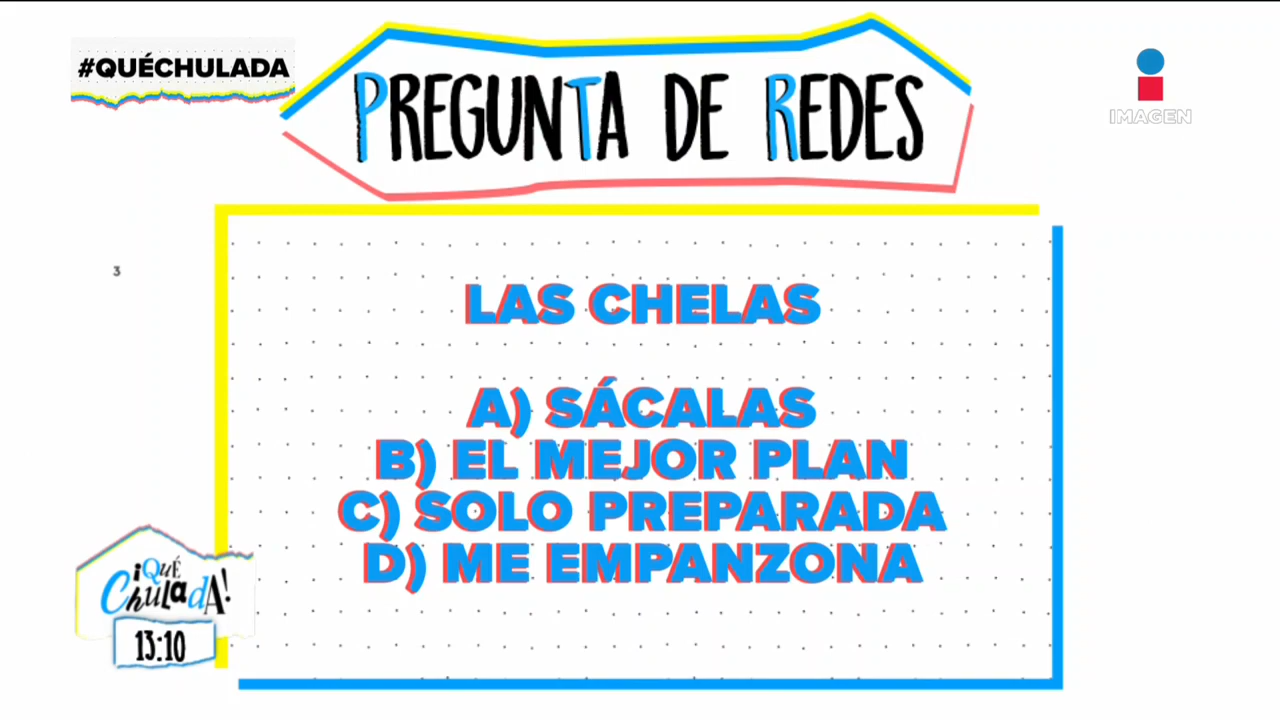 #QUÉCHULADA
PREGUNTA DE REDES
IMAGEN
3
LAS CHELAS
A) SÁCALAS
B) EL MEJOR PLAN
C) SOLO PREPARADA
D) ME EMPANZONA
¡QUÉ
CHULADA!
13:10